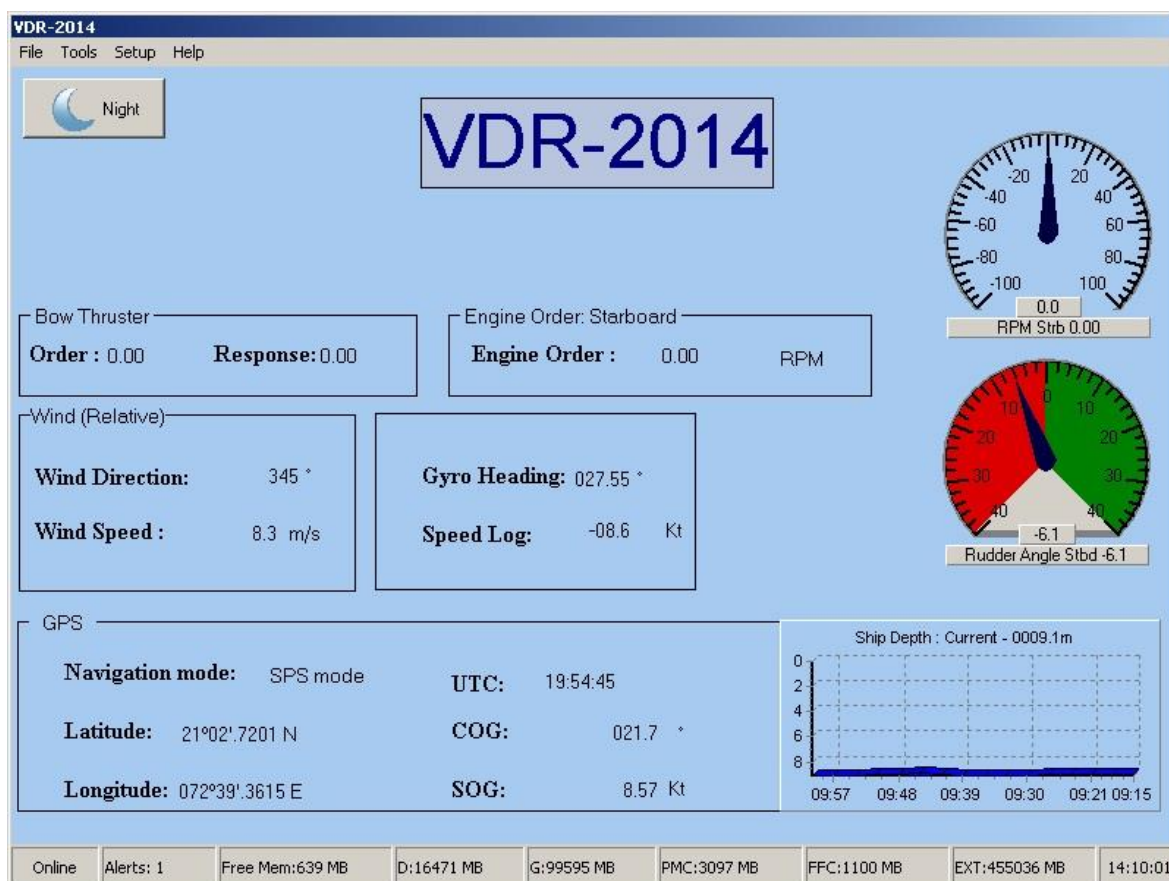 VDR-2014
File Tools Setup Help
Night
VDR-2014
-20 20
-40 40
-60 60
-80 80
-100 100
0.0
RPM Strb 0.00
Bow Thruster
Order : 0.00 Response: 0.00
Engine Order: Starboard
Engine Order : 0.00 RPM
10 0 10
20 20
30 30
40 40
-6.1
Rudder Angle Stbd -6.1
Wind (Relative)
Wind Direction: 345 °
Wind Speed : 8.3 m/s
Gyro Heading: 027.55 °
Speed Log: -08.6 Kt
GPS
Navigation mode: SPS mode
UTC: 19:54:45
Latitude: 21º02'.7201 N
COG: 021.7 °
Longitude: 072º39'.3615 E
SOG: 8.57 Kt
Ship Depth : Current - 0009.1m
0
2
4
6
8
09:57 09:48 09:39 09:30 09:21 09:15
Online Alerts: 1 Free Mem:639 MB D:16471 MB G:99595 MB PMC:3097 MB FFC:1100 MB EXT:455036 MB 14:10:01